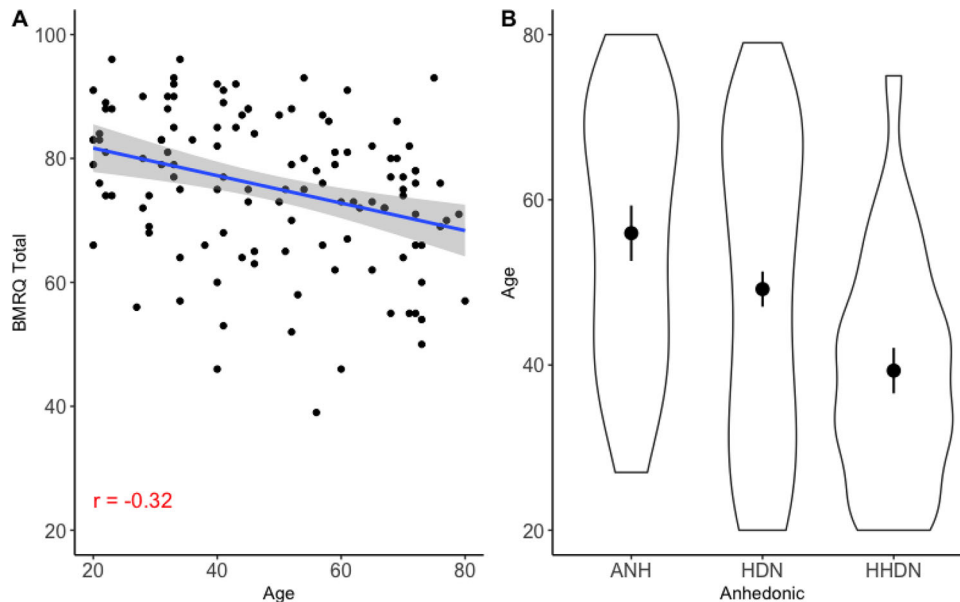 A
100
80
60
40
20
BMRQ Total
r = -0.32
20 40 60 80
Age
B
80
60
40
20
Age
ANH HDN HHDN
Anhedonic